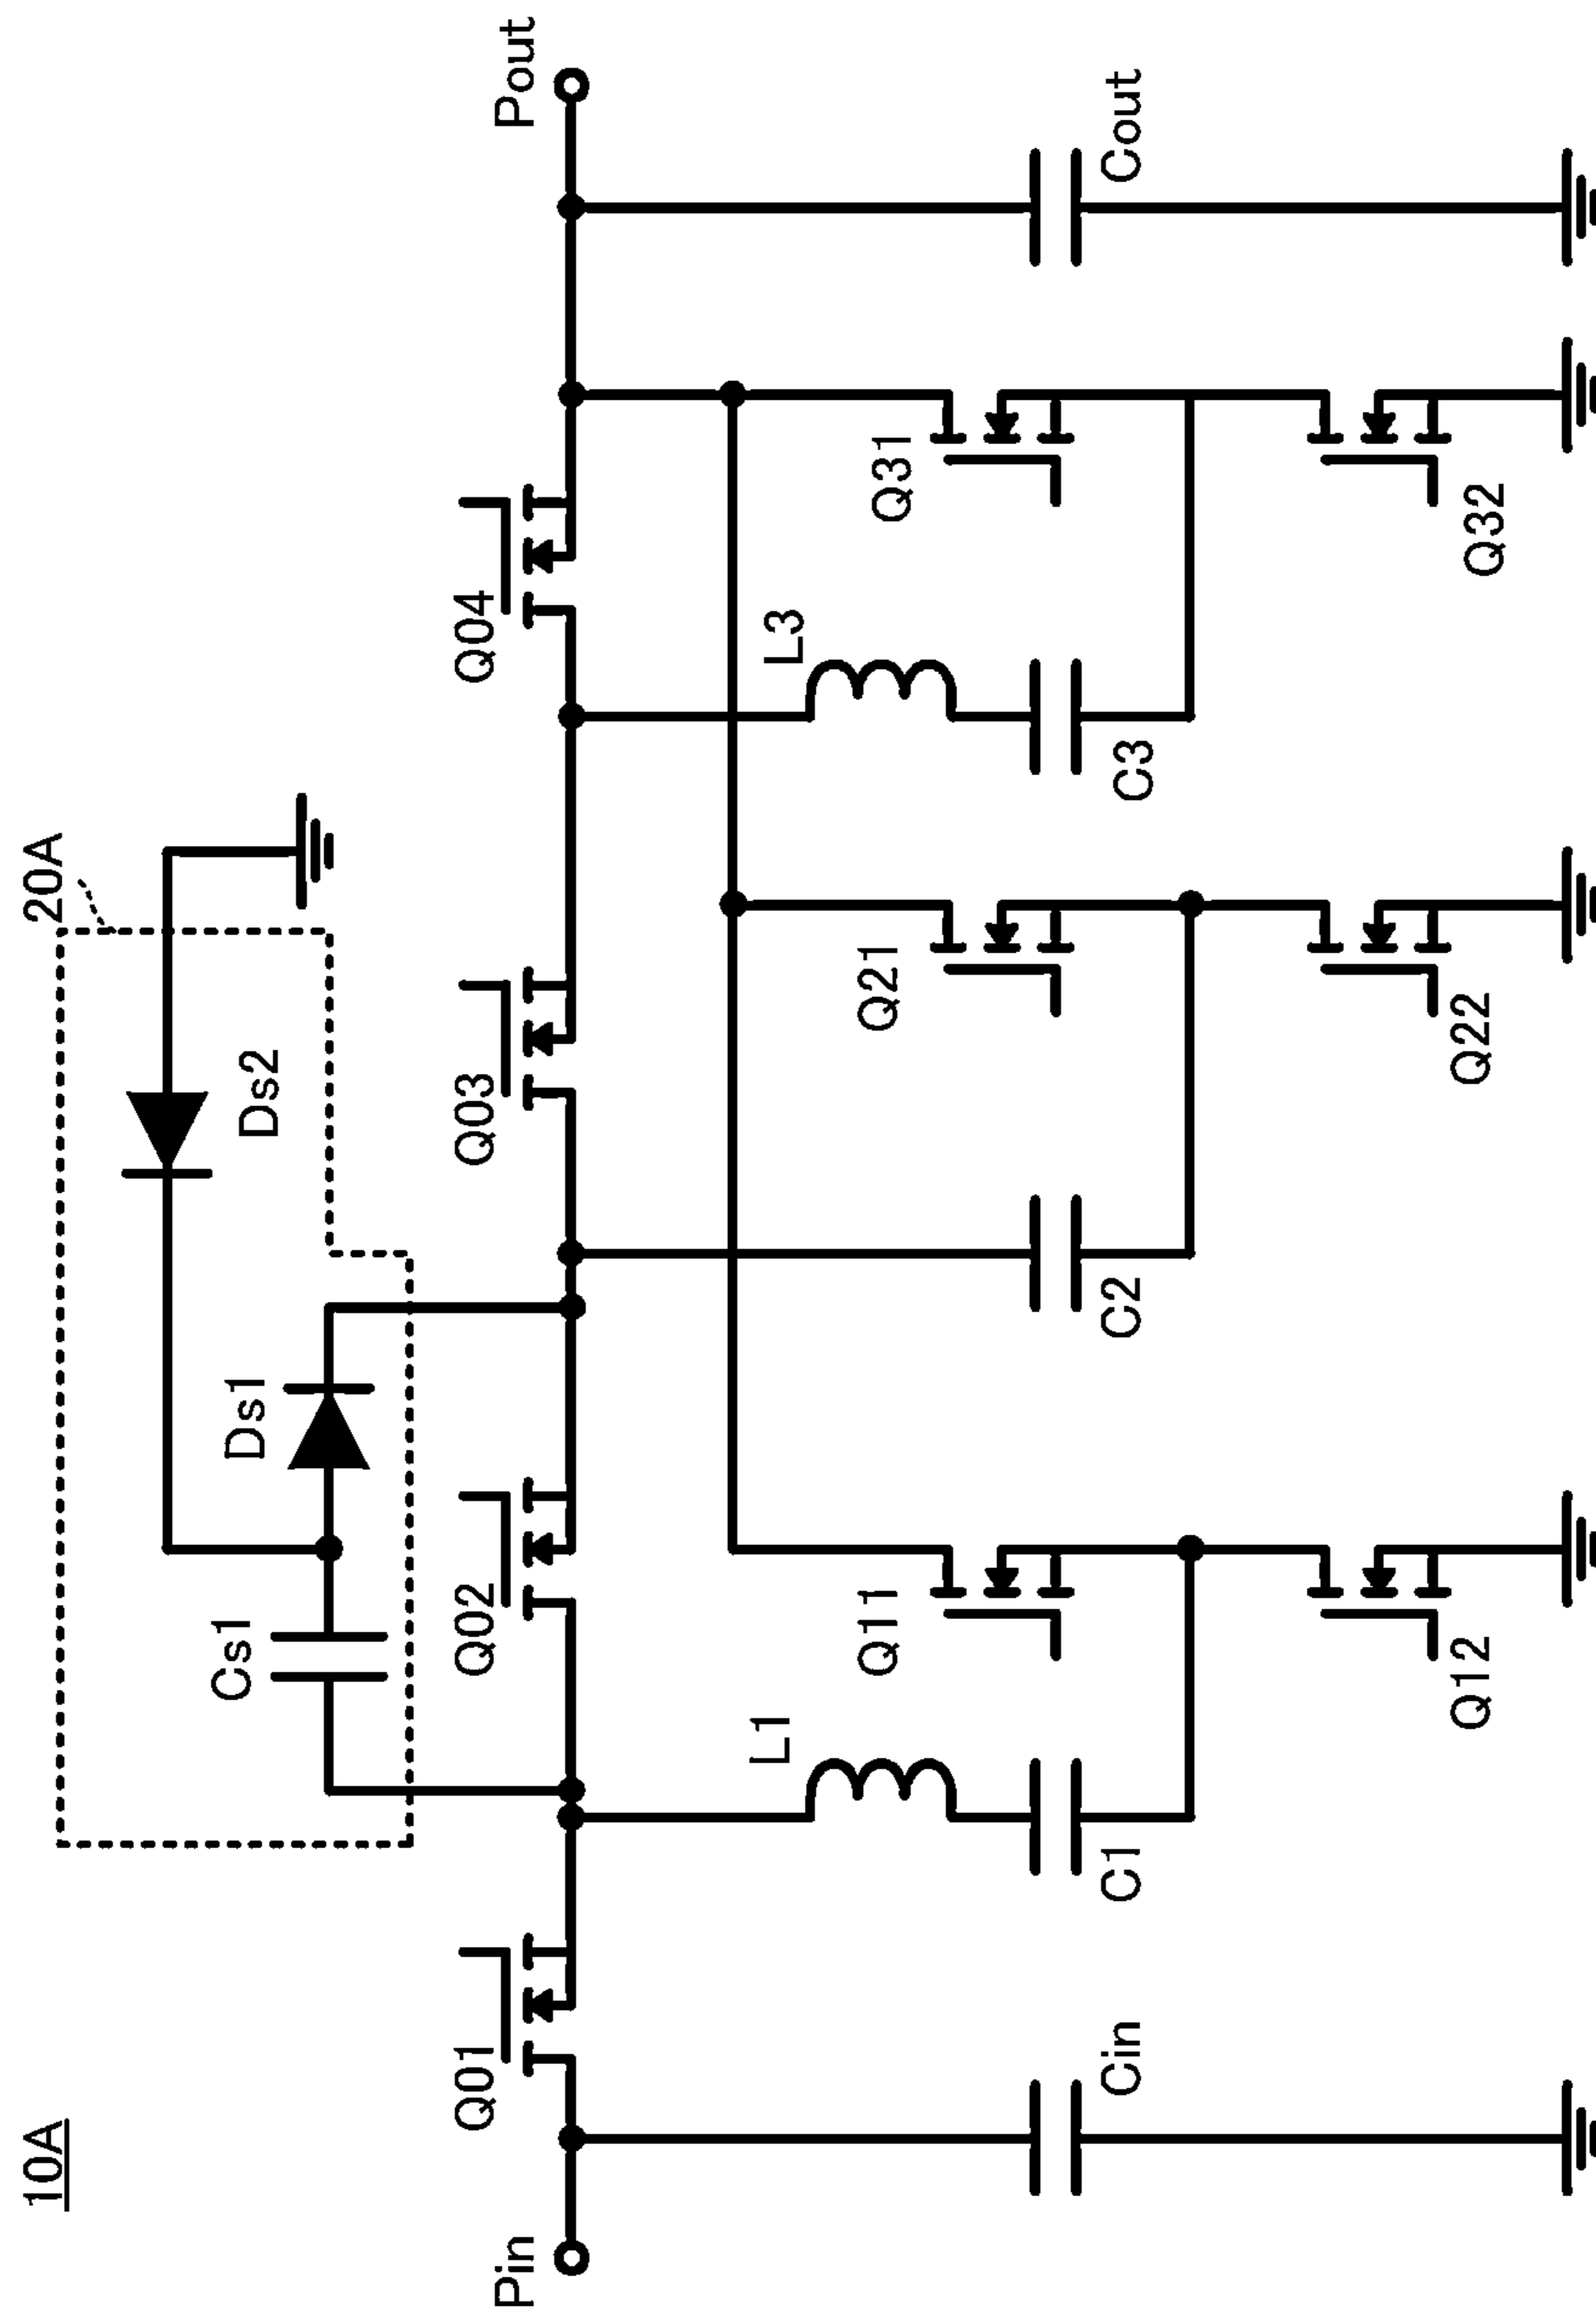 10A
20A
Ds2
Ds1
Cs1
Pin
Q01
Q02
Q03
Q04
Pout
L1
L3
Q11
Q21
Q31
Cin
C1
C2
C3
Cout
Q12
Q22
Q32